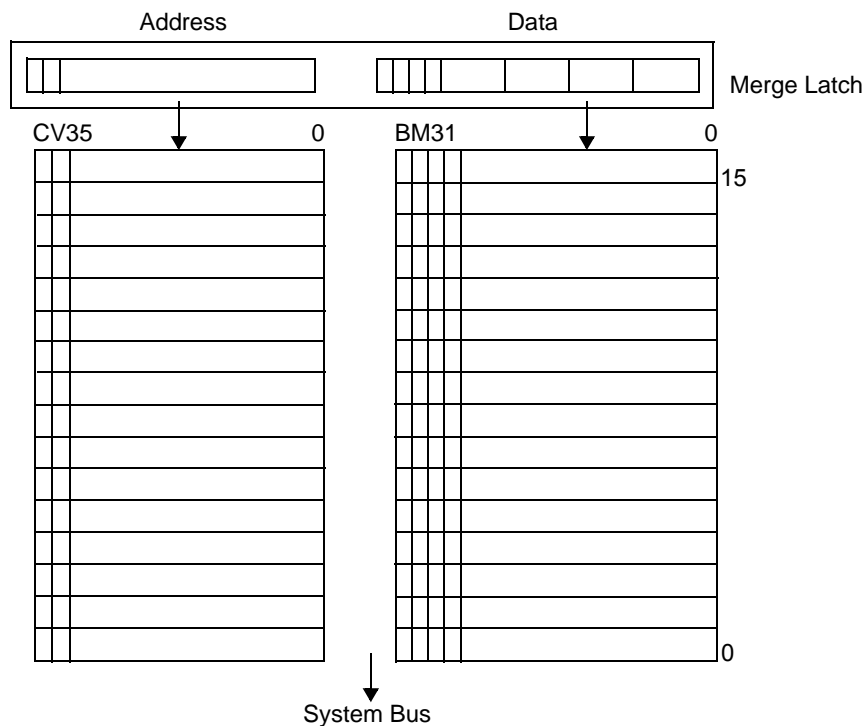 Address Data
Merge Latch
CV35 0 BM31 0
15
0
System Bus